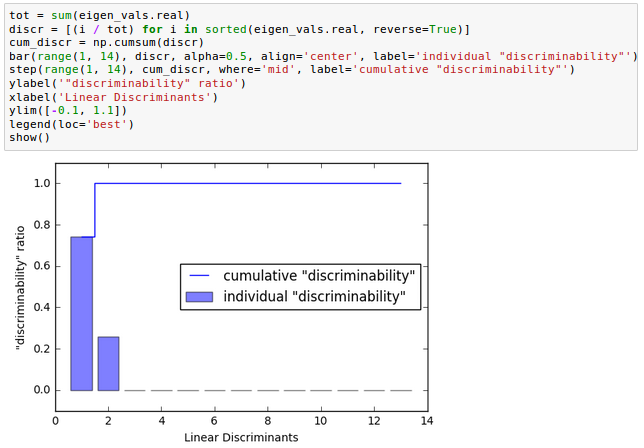 tot = sum(eigen_vals.real)
discr = [(i / tot) for i in sorted(eigen_vals.real, reverse=True)]
cum_discr = np.cumsum(discr)
bar(range(1, 14), discr, alpha=0.5, align='center', label='individual "discriminability"')
step(range(1, 14), cum_discr, where='mid', label='cumulative "discriminability"')
ylabel('"discriminability" ratio')
xlabel('Linear Discriminants')
ylim([-0.1, 1.1])
legend(loc='best')
show()
1.0
0.8
0.6
0.4
0.2
0.0
"discriminability" ratio
cumulative "discriminability"
individual "discriminability"
0 2 4 6 8 10 12 14
Linear Discriminants